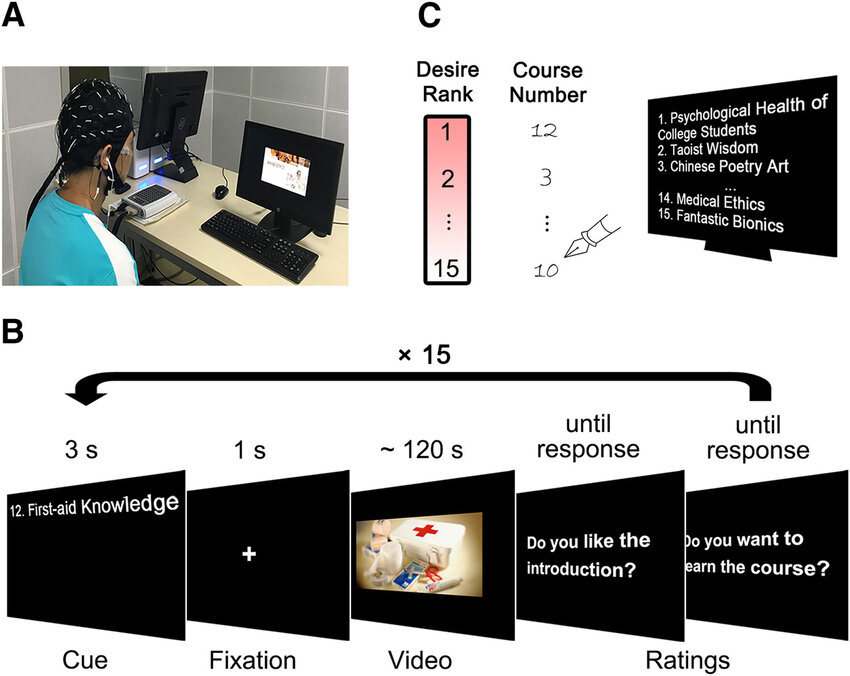 A
C
Desire
Rank
1
2
⋮
15
Course
Number
12
3
⋮
10
1. Psychological Health of
College Students
2. Taoist Wisdom
3. Chinese Poetry Art
...
14. Medical Ethics
15. Fantastic Bionics
B
× 15
3 s
1 s
~ 120 s
until
response
until
response
12. First-aid Knowledge
+
Do you like the
introduction?
Do you want to
earn the course?
Cue
Fixation
Video
Ratings